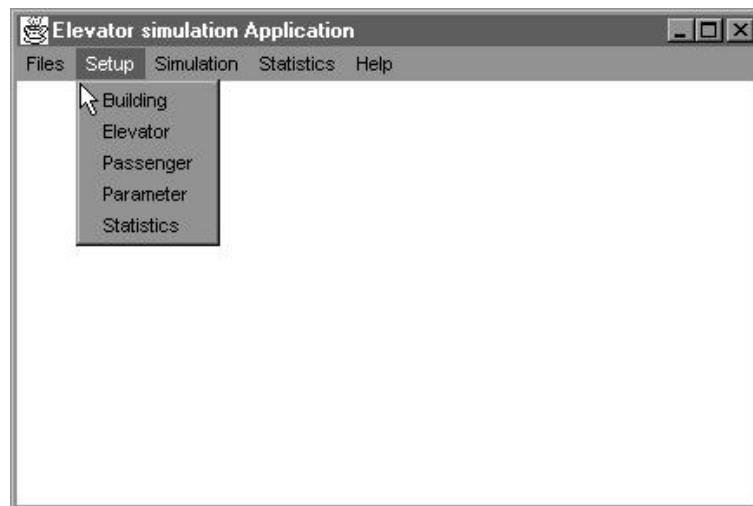 Elevator simulation Application
Files Setup Simulation Statistics Help
Building
Elevator
Passenger
Parameter
Statistics